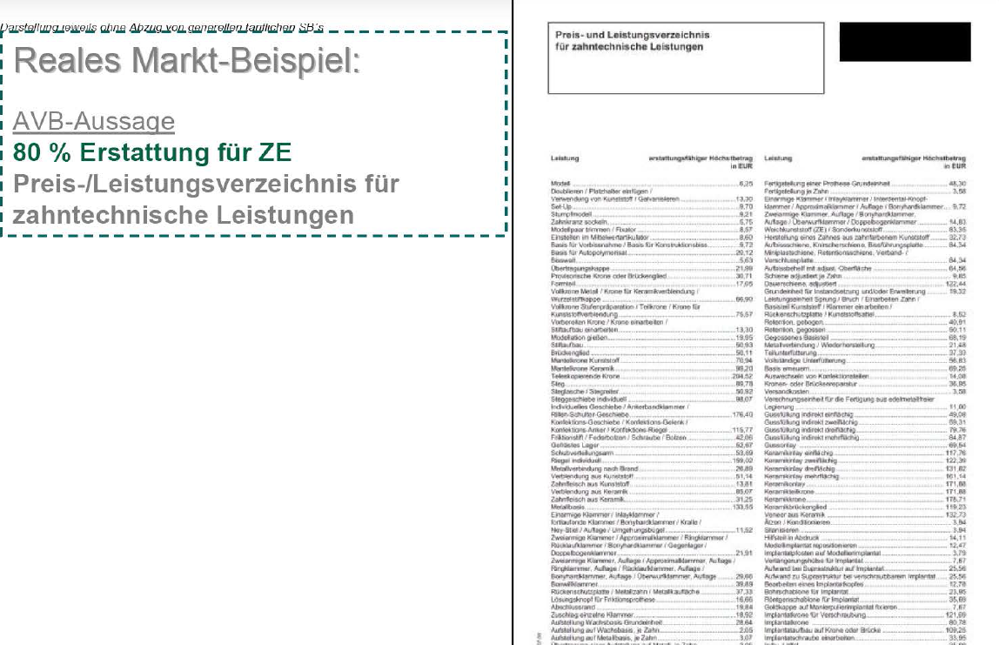 Darstellung jeweils ohne Abzug von generellen tariflichen SB's
Reales Markt-Beispiel:
AVB-Aussage
80 % Erstattung für ZE
Preis-/Leistungsverzeichnis für
zahntechnische Leistungen
Preis- und Leistungsverzeichnis
für zahntechnische Leistungen
Leistung erstattungsfähiger Höchstbetrag
in EUR
Modell 6,25
Doublieren / Platzhalter einfügen /
Verwendung von Kunststoff / Galvanisieren 13,30
Set-Up 9,70
Stumpfmodell 9,21
Zahnkranz sockeln 5,75
Modellpaar trimmen / Fixator 8,57
Einstellen im Mittelwertartikulator 8,60
Basis für Vorbissnahme / Basis für Konstruktionsbiss 9,72
Basis für Autopolymerisat 20,12
Bisswall 5,63
Übertragungskappe 21,99
Provisorische Krone oder Brückenglied 30,71
Formteil 17,05
Vollkrone Metall / Krone für Keramikverblendung /
Wurzelstiftkappe 66,90
Vollkrone Stufenpräparation / Teilkrone / Krone für
Kunststoffverblendung 75,57
Vorbereiten Krone / Krone einarbeiten /
Stiftaufbau einarbeiten 13,30
Modellation gießen 19,95
Stiftaufbau 50,93
Brückenglied 50,11
Mantelkrone Kunststoff 70,94
Mantelkrone Keramik 99,20
Teleskopierende Krone 204,52
Steg 89,78
Steglasche / Stegreiter 50,92
Steggeschiebe individuell 98,07
Individuelles Geschiebe / Ankerbandklammer /
Rillen-Schulter-Geschiebe 176,40
Konfektions-Geschiebe / Konfektions-Gelenk /
Konfektions-Anker / Konfektions-Riegel 115,77
Friktionsstift / Federbolzen / Schraube / Bolzen 42,06
Gefrästes Lager 52,67
Schubverteilungsarm 53,69
Riegel individuell 159,02
Metallverbindung nach Brand 26,89
Verblendung aus Kunststoff 51,14
Zahnfleisch aus Kunststoff 13,81
Verblendung aus Keramik
Zahnfleisch aus Keramik 31,25
Metallbasis 133,55
Einarmige Klammer / Inlayklammer /
fortlaufende Klammer / Bonyhardklammer / Kralle /
Ney-Stiel / Auflage / Umgehungsbügel 11,52
Zweiarmige Klammer / Approximalklammer / Ringklammer /
Rücklaufklammer / Bonyhardklammer / Gegenlager /
Doppelbogenklammer 21,91
Zweiarmige Klammer, Auflage / Approximalklammer, Auflage /
Ringklammer, Auflage / Rücklaufklammer, Auflage /
Bonyhardklammer, Auflage / Überwurfklammer, Auflage 29,66
Bonwillklammer 39,89
Rückenschutzplatte / Metallzahn / Metallkaufläche 37,33
Lösungsknopf für Friktionsprothese 16,66
Abschlussrand 19,84
Zuschlag einzelne Klammer 18,92
Aufstellung Wachsbasis Grundeinheit 28,64
Aufstellung auf Wachsbasis, je Zahn 2,05
Aufstellung auf Metallbasis, je Zahn 3,07
Leistung erstattungsfähiger Höchstbetrag
in EUR
Fertigstellung einer Prothese Grundeinheit 48,30
Fertigstellung je Zahn 3,58
Einarmige Klammer / Inlayklammer / Interdental-Knopf-
klammer / Approximalklammer / Auflage / Bonyhardklammer 9,72
Zweiarmige Klammer, Auflage / Bonyhardklammer,
Auflage / Überwurfklammer / Doppelbogenklammer 14,83
Weichkunststoff (ZE) / Sonderkunststoff 63,35
Herstellung eines Zahnes aus zahnfarbenem Kunststoff 32,73
Aufbissschiene, Knirscherschiene, Bissführungsplatte 84,34
Miniplastschiene, Retentionsschiene, Verband- /
Verschlussplatte 64,34
Aufbissbehelf mit adjust. Oberfläche 64,56
Schiene adjustiert je Zahn 9,85
Dauerschiene, adjustiert 122,44
Grundeinheit für Instandsetzung und/oder Erweiterung 19,32
Leistungseinheit Sprung / Bruch / Einarbeiten Zahn /
Basisteil Kunststoff / Klammer einarbeiten /
Rückenschutzplatte / Kunststoffsattel 8,52
Retention, gebogen 40,91
Retention, gegossen 50,11
Gegossenes Basisteil 68,19
Metallverbindung / Wiederherstellung 21,48
Teilunterfütterung 37,33
Vollständige Unterfütterung 56,83
Basis erneuern 69,25
Auswechseln von Konfektionsteilen 14,08
Kronen- oder Brückenreparatur 36,95
Versandkosten 3,58
Verrechnungseinheit für die Fertigung aus edelmetallfreier
Legierung 11,00
Gussfüllung indirekt einflächig 49,08
Gussfüllung indirekt zweiflächig 59,31
Gussfüllung indirekt dreiflächig 79,76
Gussfüllung indirekt mehrflächig 84,87
Gussonlay 69,54
Keramikinlay einflächig 117,76
Keramikinlay zweiflächig 122,39
Keramikinlay dreiflächig 131,82
Keramikinlay mehrflächig 161,14
Keramikonlay 171,88
Keramikteilkrone 171,88
Keramikkrone 178,71
Keramikbrückenglied 119,23
Veneer aus Keramik 132,73
Ätzen / Konditionieren 3,94
Silanisieren 3,94
Hilfsteil in Abdruck 14,11
Modellimplantat repositionieren 12,47
Implantatpfosten auf Modellimplantat 3,79
Verlängerungshülse für Implantat 7,67
Aufwand bei Suprastruktur auf Implantat 25,56
Aufwand zu Suprastruktur bei verschraubbarem Implantat 25,56
Bearbeiten eines Implantatkopfes 12,78
Bohrschablone für Implantat 23,95
Röntgenschablone für Implantat 35,69
Goldkappe auf Manipulierimplantat fixieren 7,67
Implantatkrone für Verschraubung 121,69
Implantatkrone 80,78
Implantataufbau auf Krone oder Brücke 109,25
Implantatschraube einarbeiten 33,95